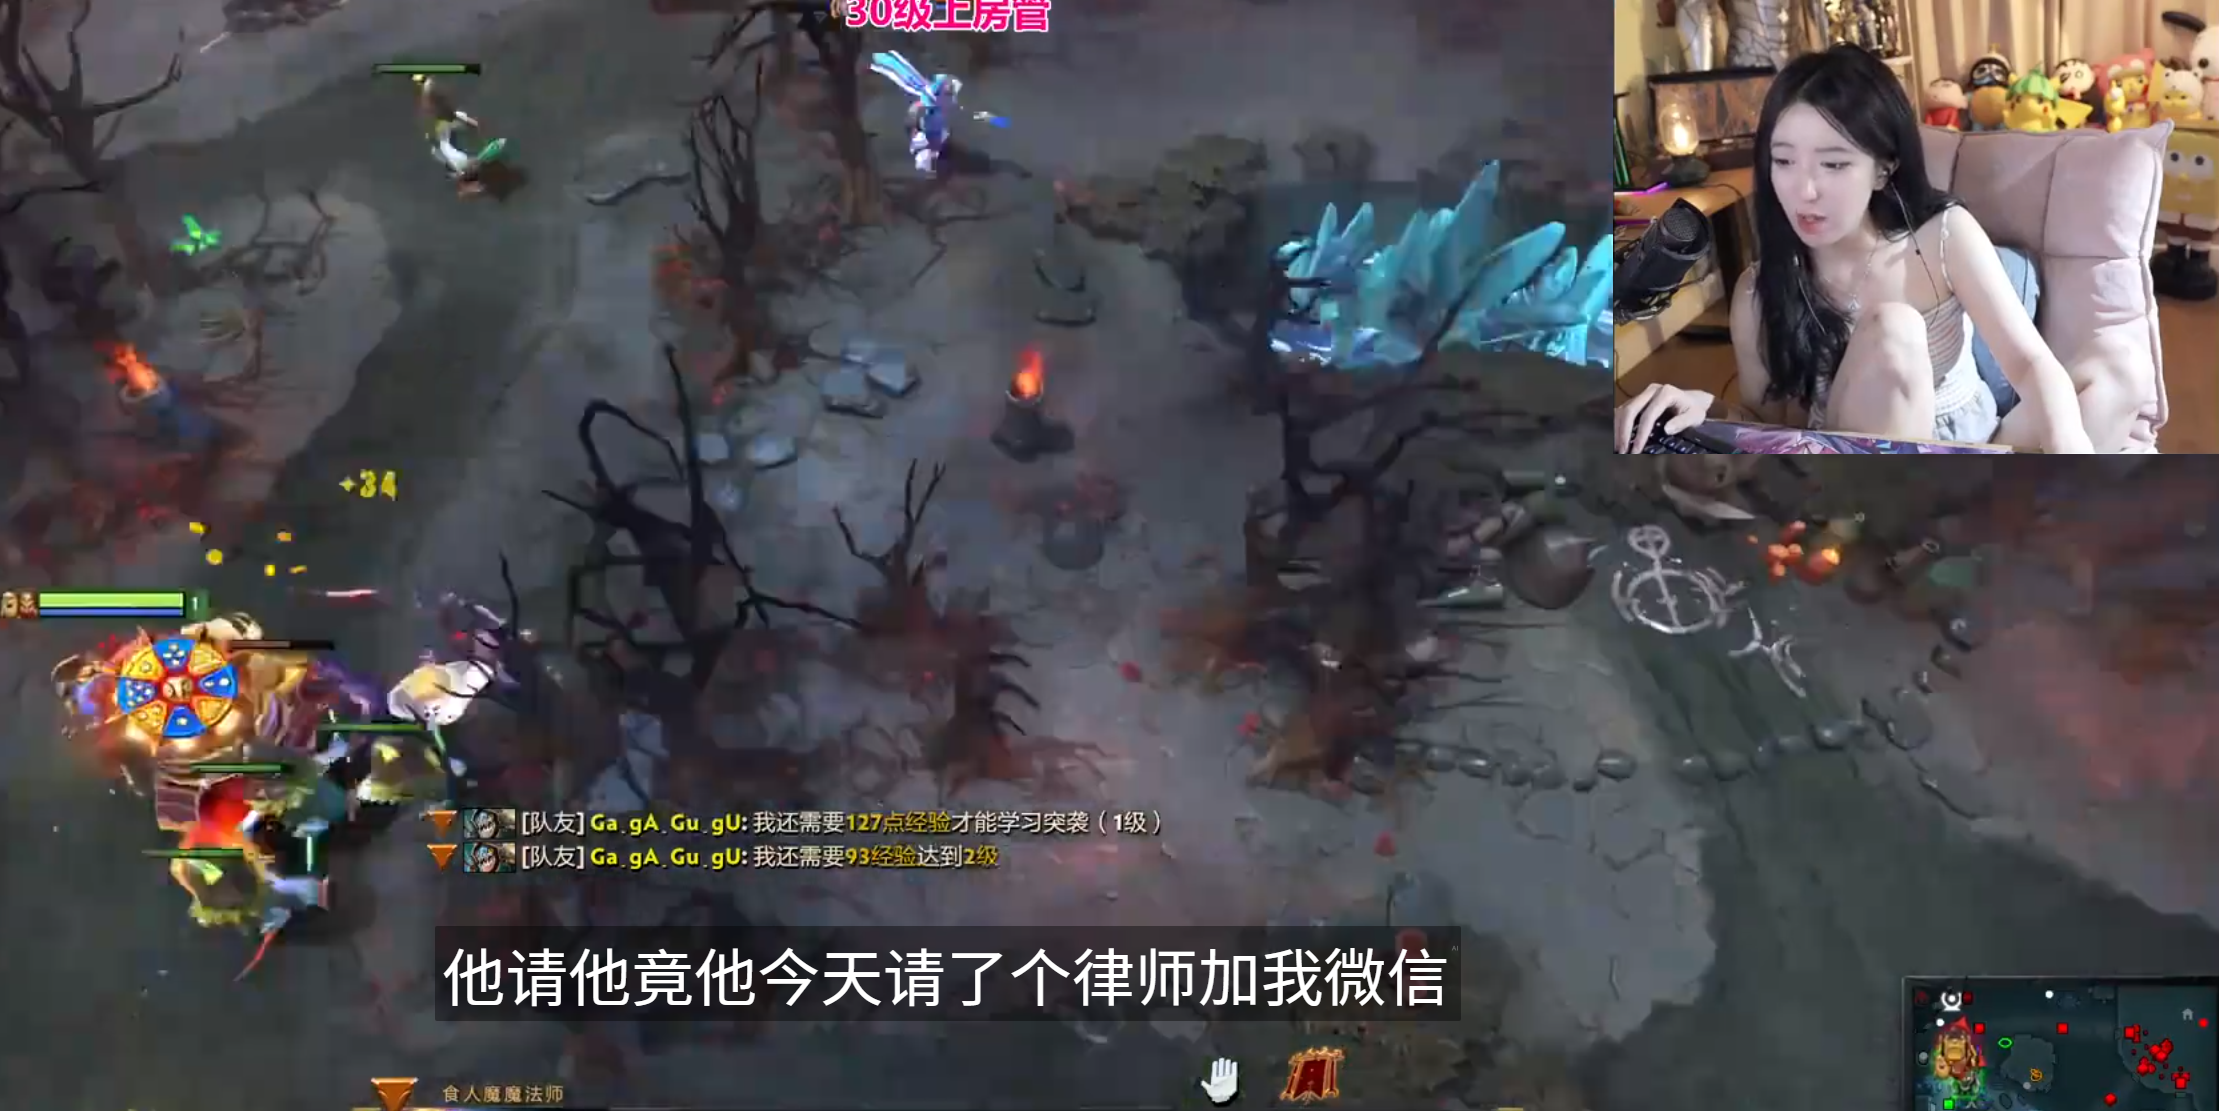 30级上房管
+34
1
[队友] Ga_gA_Gu_gU: 我还需要127点经验才能学习突袭（1级）
[队友] Ga_gA_Gu_gU: 我还需要93经验达到2级
他请他竟他今天请了个律师加我微信
食人魔魔法师